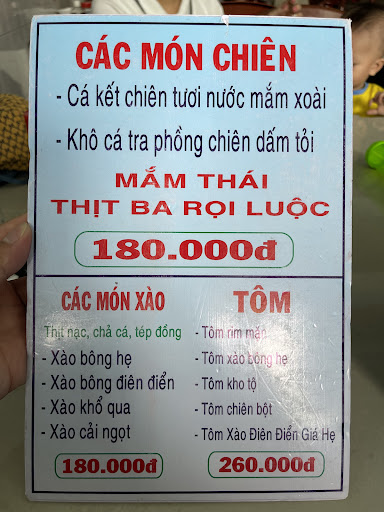 CÁC MÓN CHIÊN
- Cá kết chiên tươi nước mắm xoài
- Khô cá tra phồng chiên dấm tỏi
MẮM THÁI
THỊT BA RỌI LUỘC
180.000đ
CÁC MÓN XÀO
Thịt nạc, chả cá, tép đồng
- Xào bông hẹ
- Xào bông điên điển
- Xào khổ qua
- Xào cải ngọt
180.000đ
TÔM
- Tôm rim mặn
- Tôm xào bông hẹ
- Tôm kho tộ
- Tôm chiên bột
- Tôm Xào Điên Điển Giá Hẹ
260.000đ